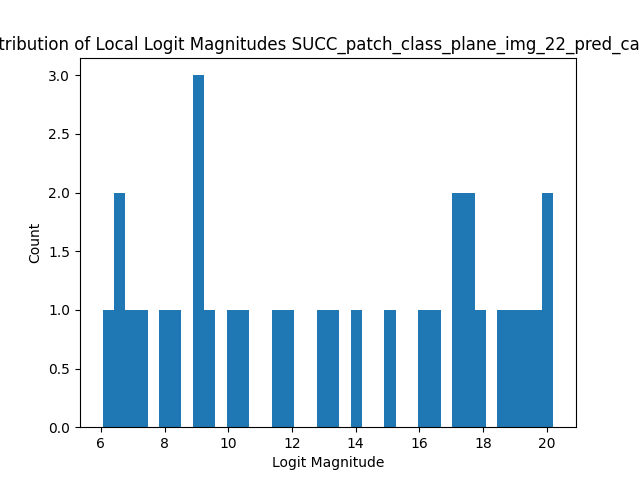 tribution of Local Logit Magnitudes SUCC_patch_class_plane_img_22_pred_ca
3.0
2.5
2.0
1.5
1.0
0.5
0.0
Count
6 8 10 12 14 16 18 20
Logit Magnitude